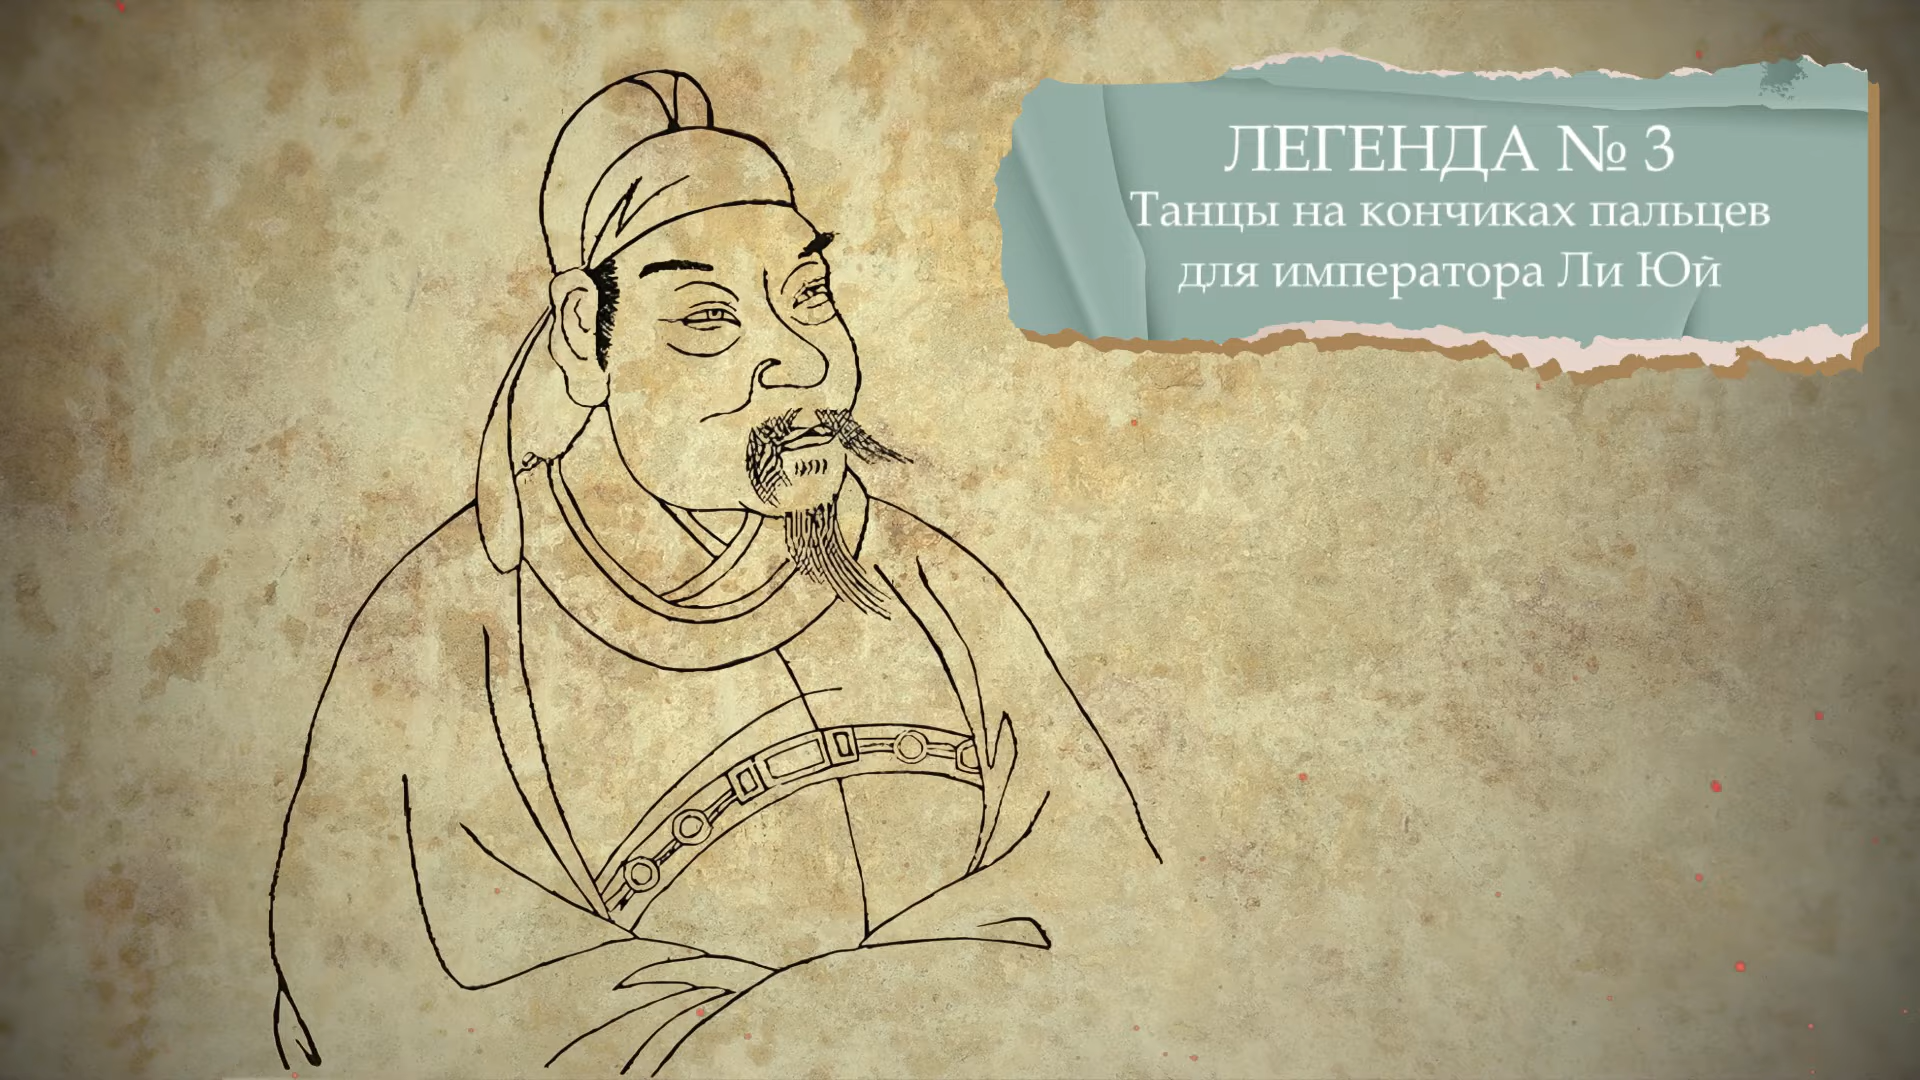 ЛЕГЕНДА № 3
Танцы на кончиках пальцев
для императора Ли Юй